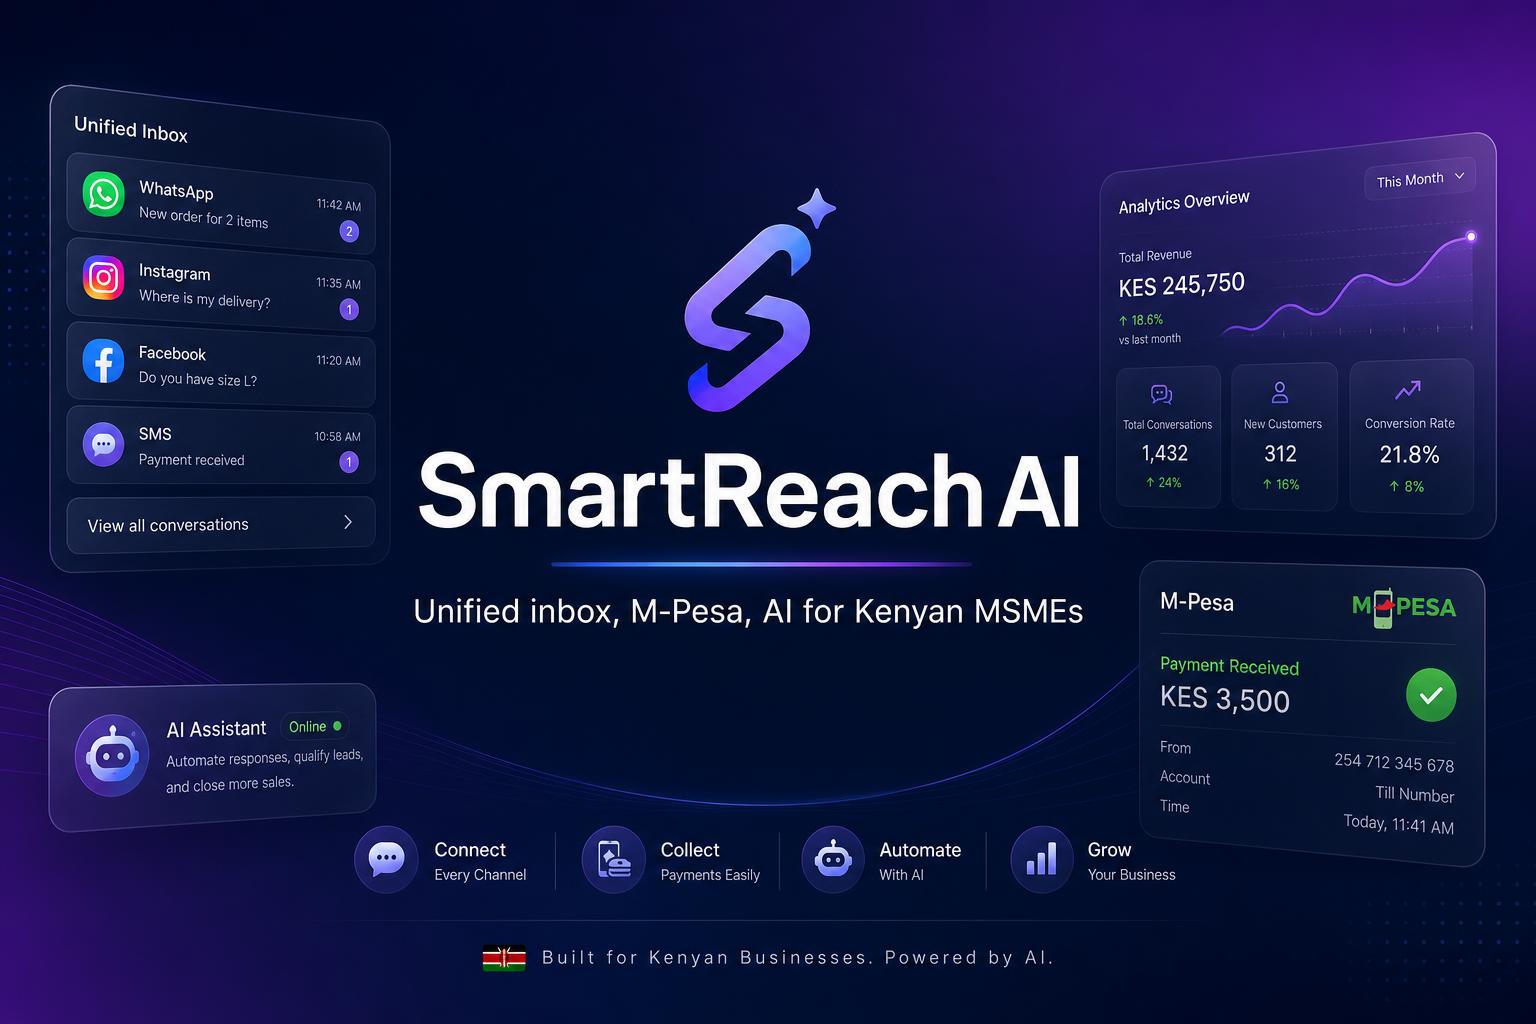 Unified Inbox
WhatsApp
New order for 2 items
11:42 AM
2
Instagram
Where is my delivery?
11:35 AM
1
Facebook
Do you have size L?
11:20 AM
SMS
Payment received
10:58 AM
1
View all conversations
AI Assistant
Online
Automate responses, qualify leads,
and close more sales.
SmartReach AI
Unified inbox, M-Pesa, AI for Kenyan MSMEs
Analytics Overview
This Month
Total Revenue
KES 245,750
↑ 18.6%
vs last month
Total Conversations
1,432
↑ 24%
New Customers
312
↑ 16%
Conversion Rate
21.8%
↑ 8%
M-Pesa
M PESA
Payment Received
KES 3,500
From
254 712 345 678
Account
Till Number
Time
Today, 11:41 AM
Connect
Every Channel
Collect
Payments Easily
Automate
With AI
Grow
Your Business
Built for Kenyan Businesses. Powered by AI.